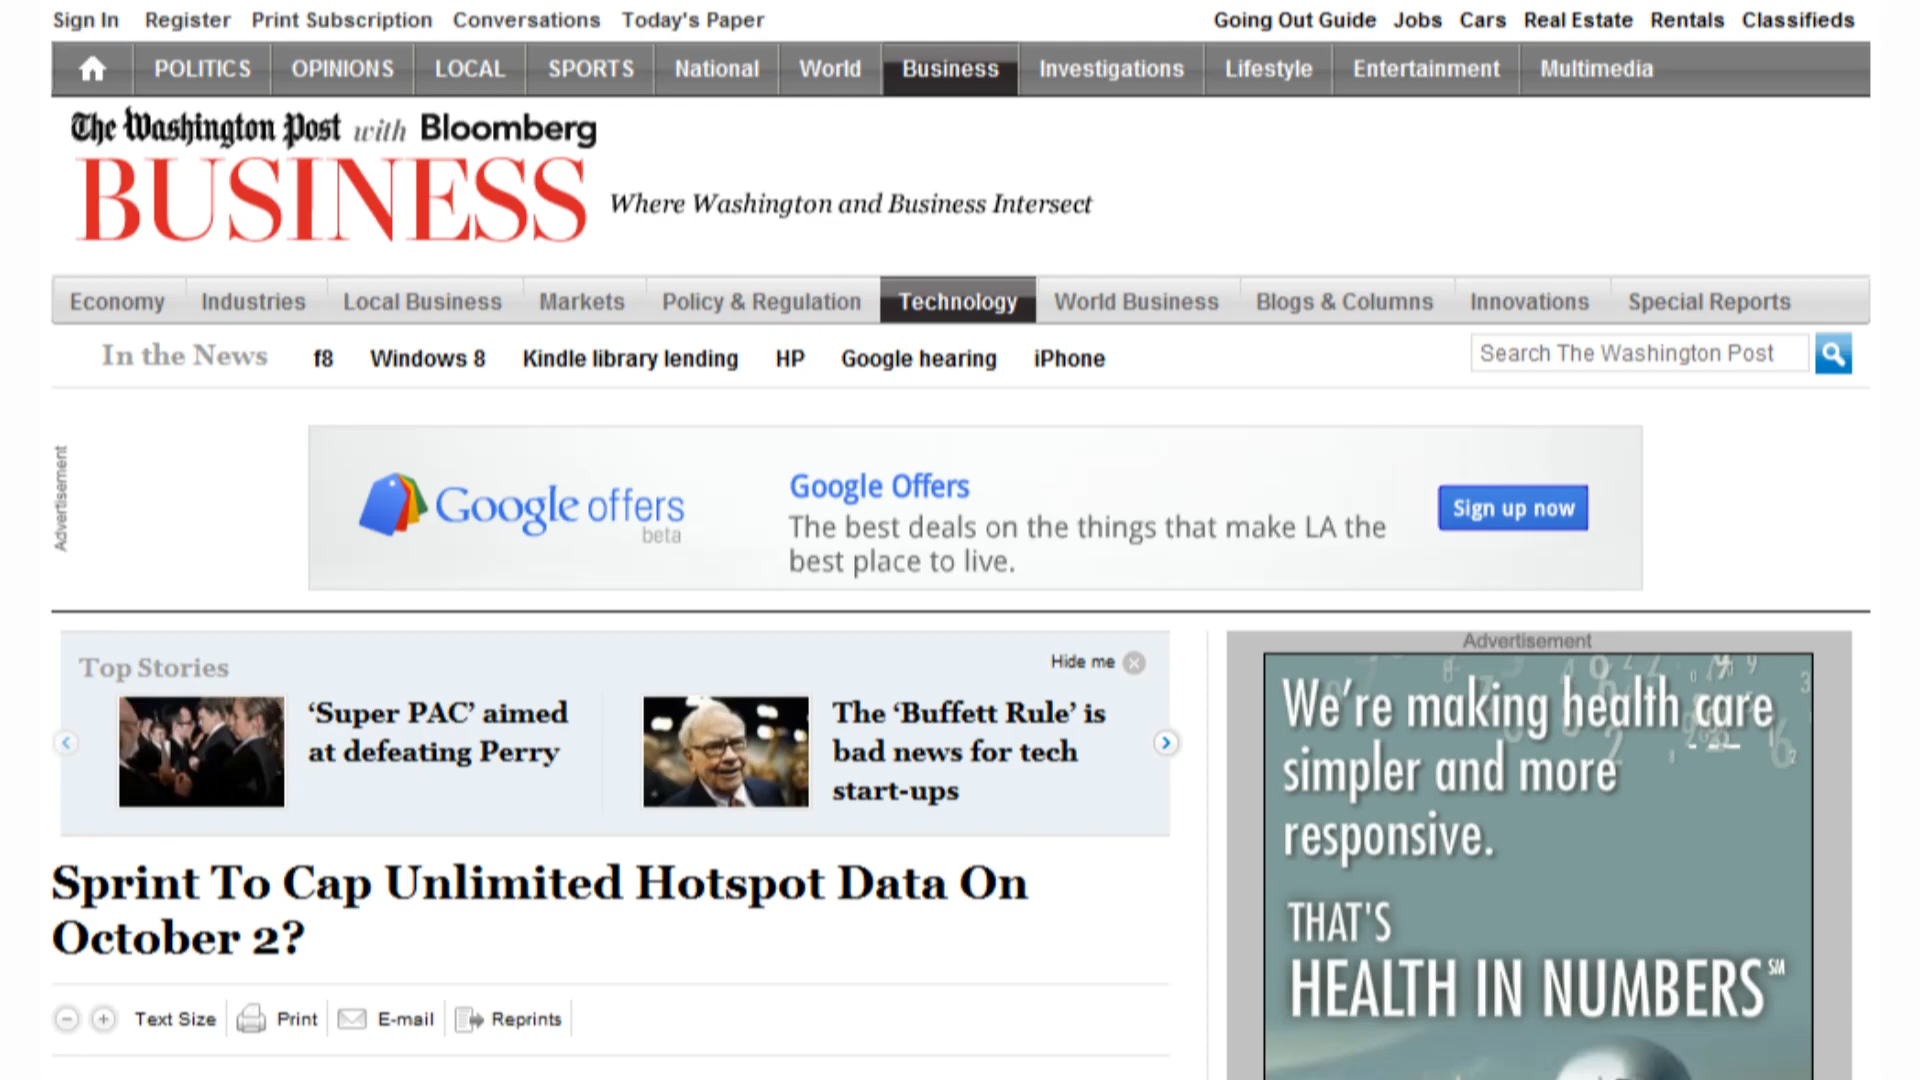 Sign In Register Print Subscription Conversations Today's Paper Going Out Guide Jobs Cars Real Estate Rentals Classifieds
POLITICS OPINIONS LOCAL SPORTS National World Business Investigations Lifestyle Entertainment Multimedia
The Washington Post with Bloomberg
BUSINESS Where Washington and Business Intersect
Economy Industries Local Business Markets Policy & Regulation Technology World Business Blogs & Columns Innovations Special Reports
In the News f8 Windows 8 Kindle library lending HP Google hearing iPhone Search The Washington Post
Advertisement
Google offers
beta
Google Offers
The best deals on the things that make LA the
best place to live.
Sign up now
Top Stories Hide me
‘Super PAC’ aimed
at defeating Perry
The ‘Buffett Rule’ is
bad news for tech
start-ups
Sprint To Cap Unlimited Hotspot Data On
October 2?
Text Size Print E-mail Reprints
Advertisement
We're making health care
simpler and more
responsive.
THAT'S
HEALTH IN NUMBERS℠